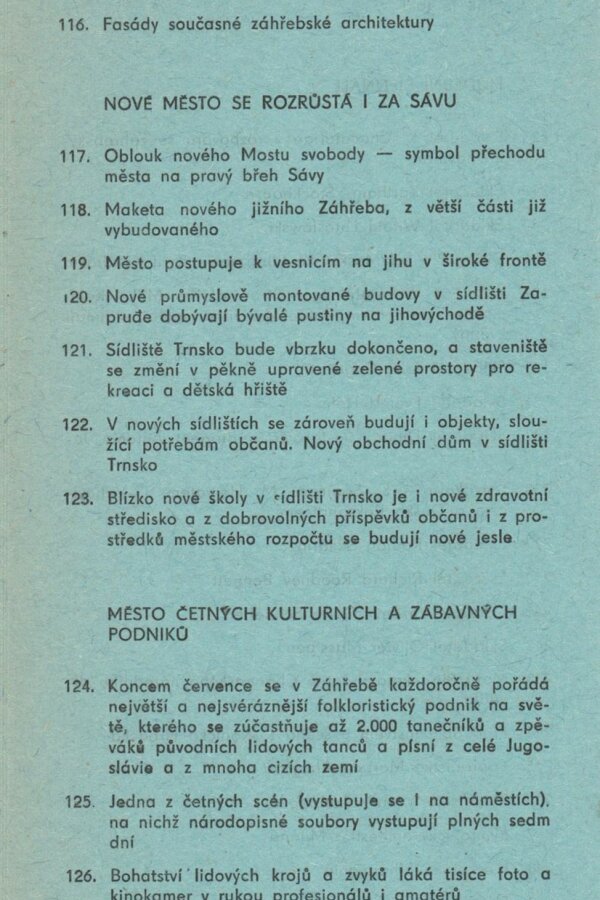 116. Fasády současné záhřebské architektury
NOVÉ MĚSTO SE ROZRŮSTÁ I ZA SÁVU
117. Oblouk nového Mostu svobody — symbol přechodu
města na pravý břeh Sávy
118. Maketa nového jižního Záhřeba, z větší části již
vybudovaného
119. Město postupuje k vesnicím na jihu v široké frontě
120. Nové průmyslově montované budovy v sídlišti Za-
pruđe dobývají bývalé pustiny na jihovýchodě
121. Sídliště Trnsko bude vbrzku dokončeno, a staveniště
se změní v pěkně upravené zelené prostory pro re-
kreaci a dětská hřiště
122. V nových sídlištích se zároveň budují i objekty, slou-
žící potřebám občanů. Nový obchodní dům v sídlišti
Trnsko
123. Blízko nové školy v sídlišti Trnsko je i nové zdravotní
středisko a z dobrovolných příspěvků občanů i z pro-
středků městského rozpočtu se budují nové jesle
MĚSTO ČETNÝCH KULTURNÍCH A ZÁBAVNÝCH
PODNIKŮ
124. Koncem července se v Záhřebě každoročně pořádá
největší a nejsvéráznější folkloristický podnik na svě-
tě, kterého se zúčastňuje až 2.000 tanečníků a zpě-
váků původních lidových tanců a písní z celé Jugo-
slávie a z mnoha cizích zemí
125. Jedna z četných scén (vystupuje se I na náměstích),
na nichž národopisné soubory vystupují plných sedm
dní
126. Bohatství lidových krojů a zvyků láká tisíce foto a
kinokamer v rukou profesionálů i amatérů